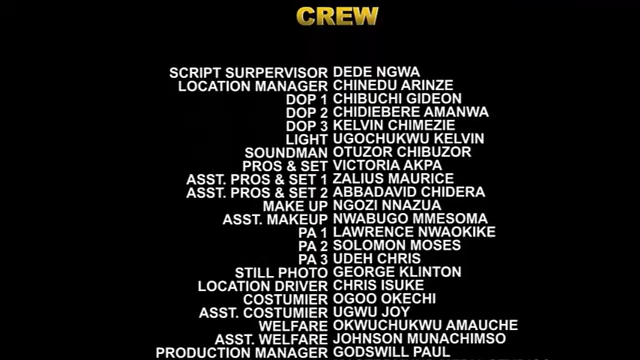 CREW
SCRIPT SURPERVISOR DEDE NGWA
LOCATION MANAGER CHINEDU ARINZE
DOP 1 CHIBUCHI GIDEON
DOP 2 CHIDIEBERE AMANWA
DOP 3 KELVIN CHIMEZIE
LIGHT UGOCHUKWU KELVIN
SOUNDMAN OTUZOR CHIBUZOR
PROS & SET VICTORIA AKPA
ASST. PROS & SET 1 ZALIUS MAURICE
ASST. PROS & SET 2 ABBADAVID CHIDERA
MAKE UP NGOZI NNAZUA
ASST. MAKEUP NWABUGO MMESOMA
PA 1 LAWRENCE NWAOKIKE
PA 2 SOLOMON MOSES
PA 3 UDEH CHRIS
STILL PHOTO GEORGE KLINTON
LOCATION DRIVER CHRIS ISUKE
COSTUMIER OGOO OKECHI
ASST. COSTUMIER UGWU JOY
WELFARE OKWUCHUKWU AMAUCHE
ASST. WELFARE JOHNSON MUNACHIMSO
PRODUCTION MANAGER GODSWILL PAUL